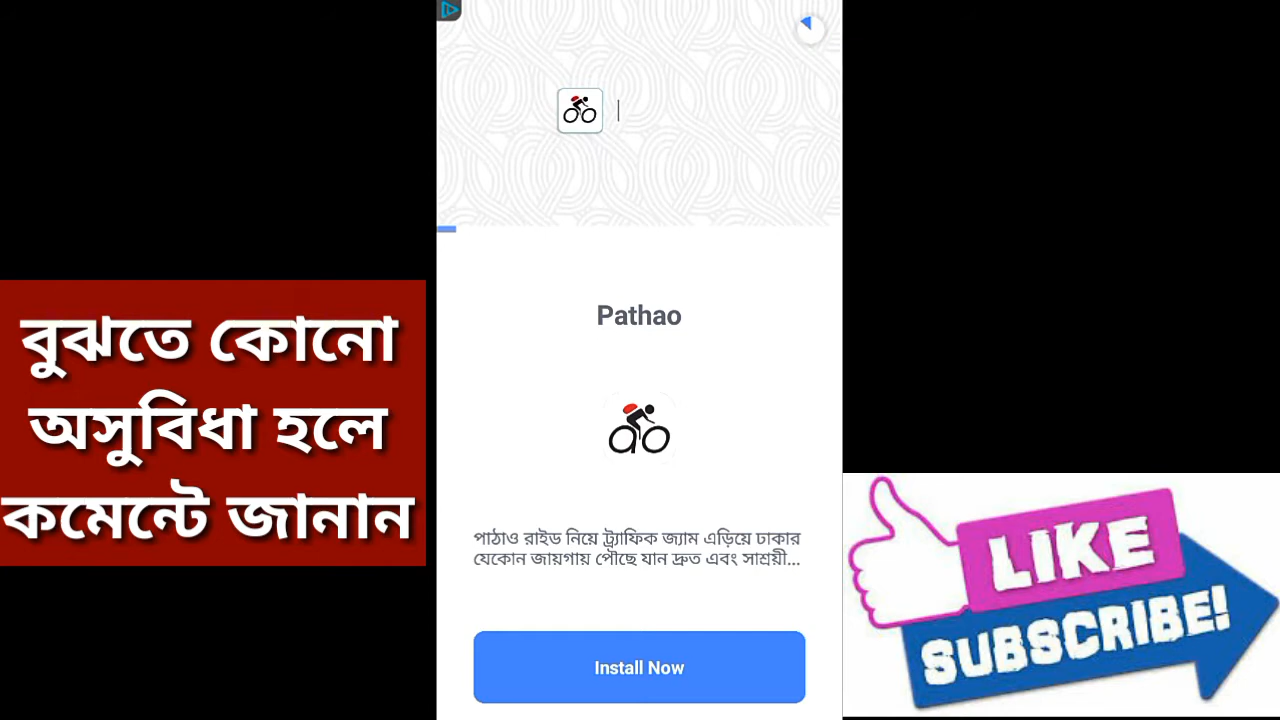 বুঝতে কোনো
অসুবিধা হলে
কমেন্টে জানান
Pathao
পাঠাও রাইড নিয়ে ট্র্যাফিক জ্যাম এড়িয়ে ঢাকার
যেকোন জায়গায় পৌছে যান দ্রুত এবং সাশ্রয়ী...
Install Now
LIKE
SUBSCRIBE!